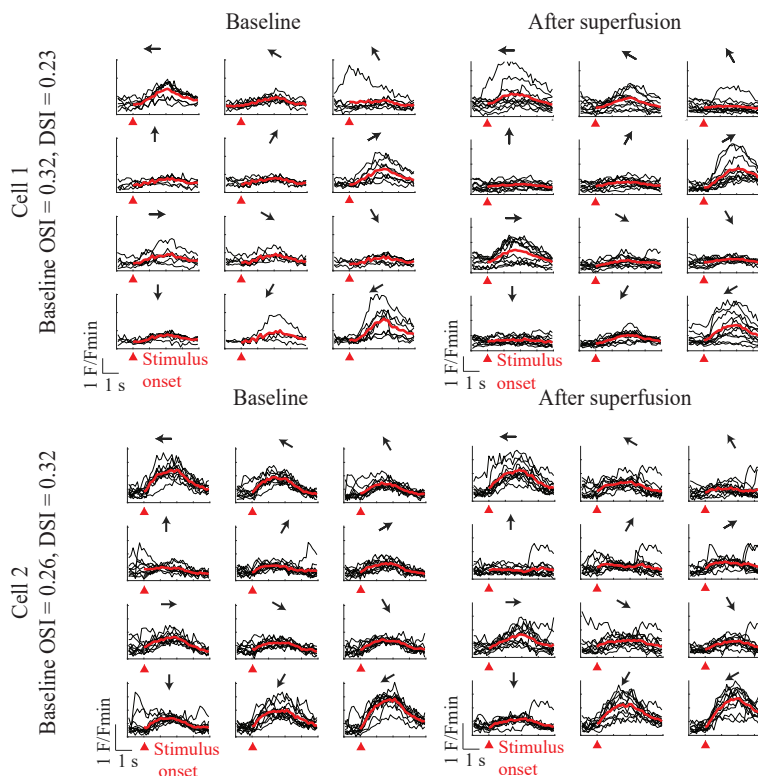 Baseline
After superfusion
Cell 1
Baseline OSI = 0.32, DSI = 0.23
1 F/Fmin
1 s
Stimulus
onset
1 F/Fmin
1 s
Stimulus
onset
Baseline
After superfusion
Cell 2
Baseline OSI = 0.26, DSI = 0.32
1 F/Fmin
1 s
Stimulus
onset
1 F/Fmin
1 s
Stimulus
onset